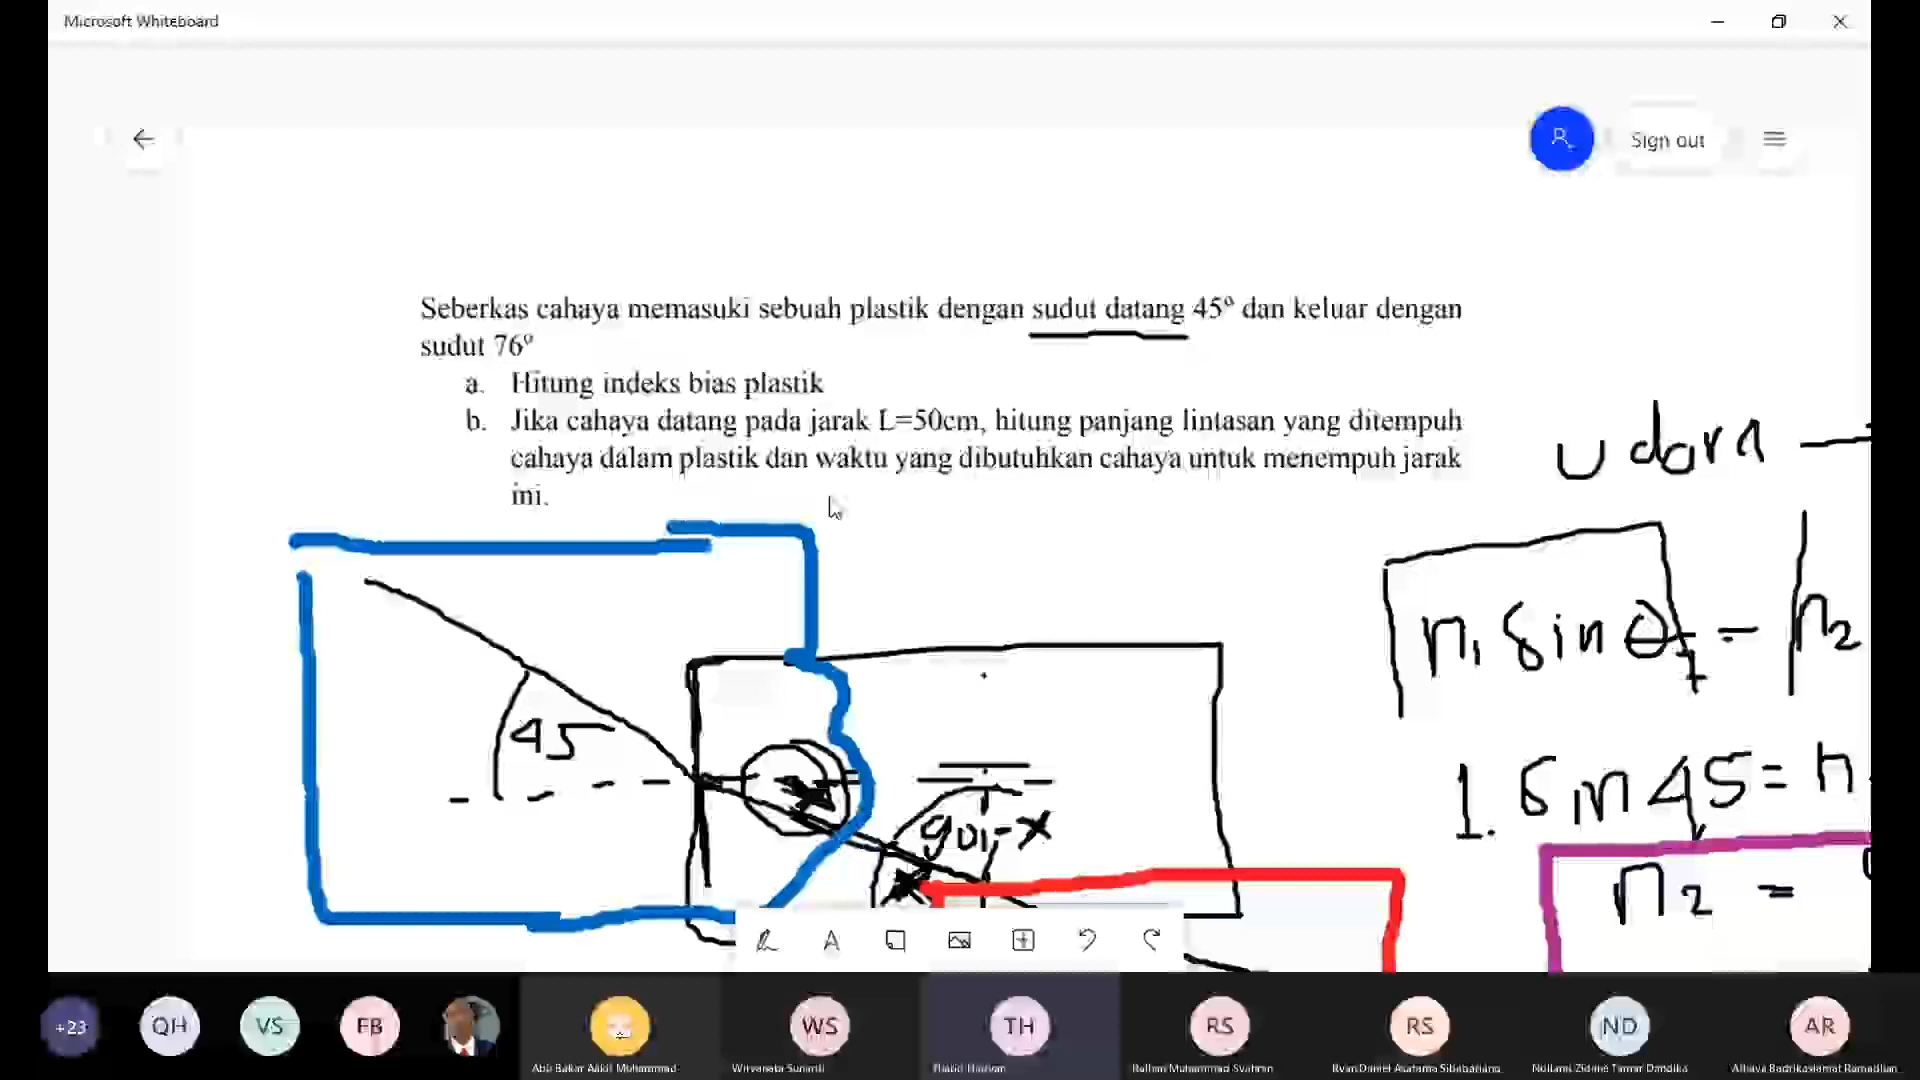 Microsoft Whiteboard
Sign out
Seberkas cahaya memasuki sebuah plastik dengan sudut datang 45° dan keluar dengan
sudut 76°
a. Hitung indeks bias plastik
b. Jika cahaya datang pada jarak L=50cm, hitung panjang lintasan yang ditempuh
cahaya dalam plastik dan waktu yang dibutuhkan cahaya untuk menempuh jarak
ini.
udara
n₁ sin θ₁ = n₂
45
90-x
1. sin 45 = n
n₂ =
+23 QH VS FB WS TH RS RS ND AR
Abu Bakar Muhammad